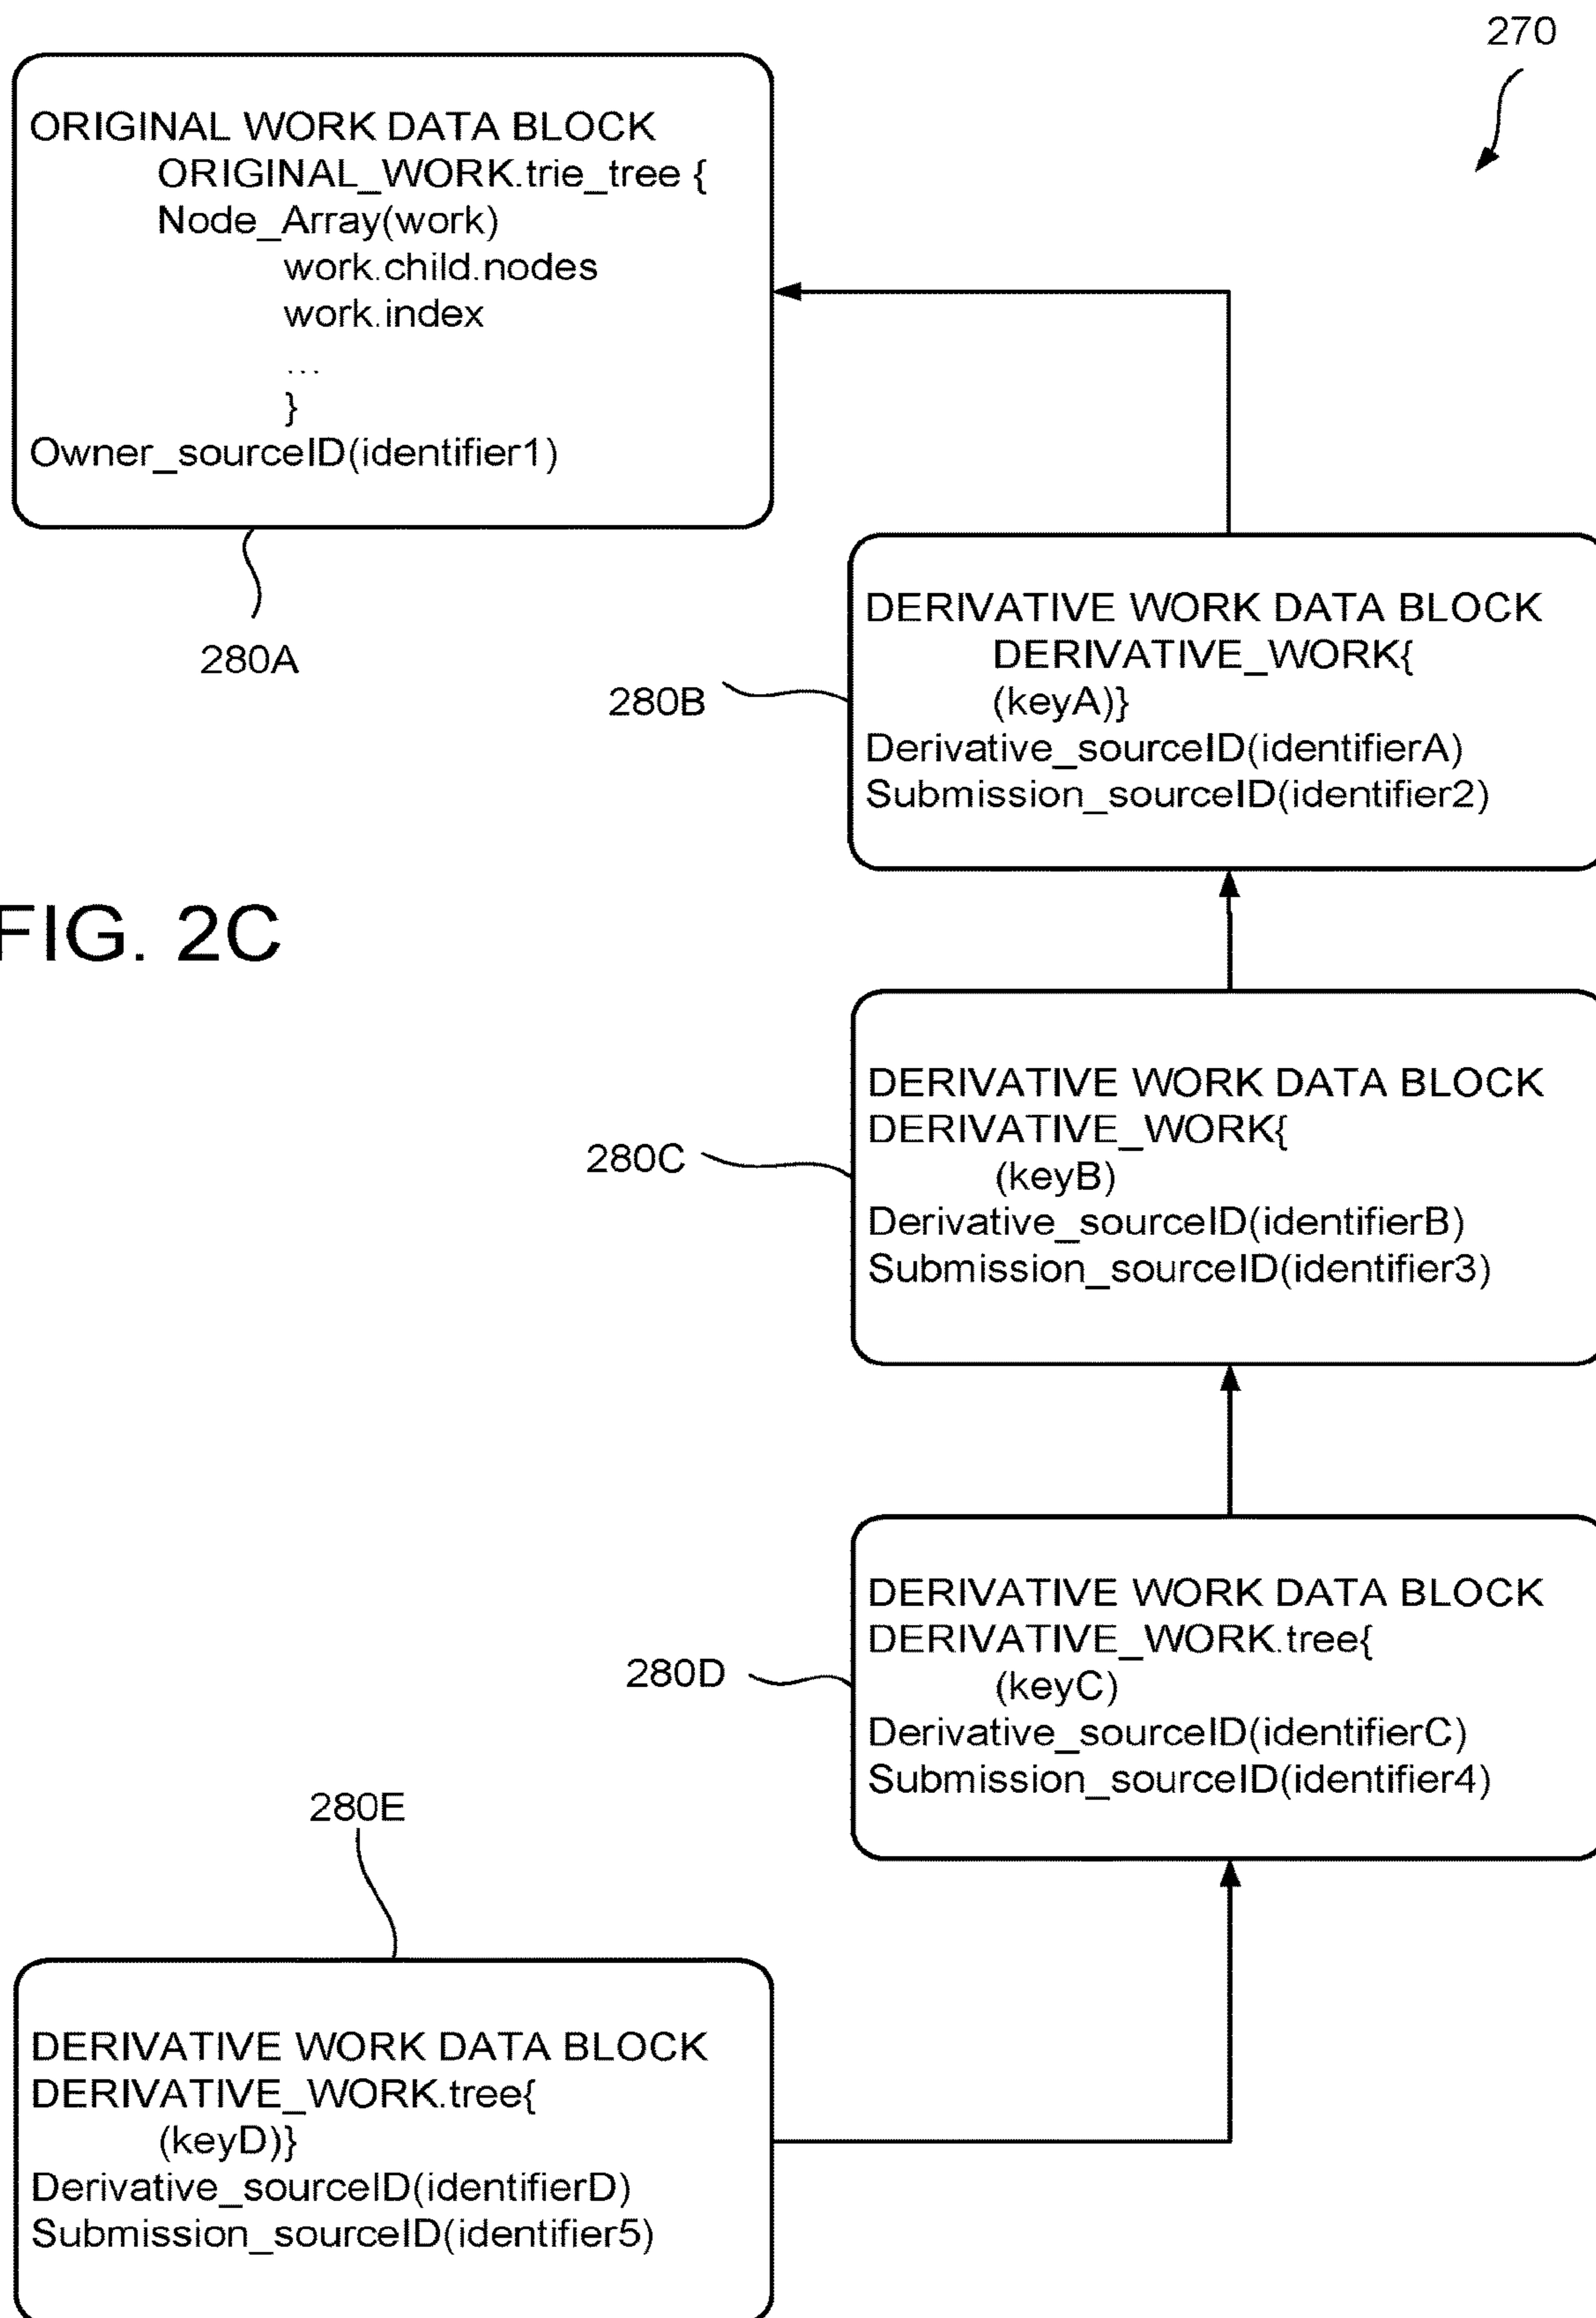 270
ORIGINAL WORK DATA BLOCK
ORIGINAL_WORK.trie_tree {
Node_Array(work)
work.child.nodes
work.index
...
}
Owner_sourceID(identifier1)
280A
DERIVATIVE WORK DATA BLOCK
DERIVATIVE_WORK{
(keyA)}
Derivative_sourceID(identifierA)
Submission_sourceID(identifier2)
280B
FIG. 2C
DERIVATIVE WORK DATA BLOCK
DERIVATIVE_WORK{
(keyB)
Derivative_sourceID(identifierB)
Submission_sourceID(identifier3)
280C
DERIVATIVE WORK DATA BLOCK
DERIVATIVE_WORK.tree{
(keyC)
Derivative_sourceID(identifierC)
Submission_sourceID(identifier4)
280D
280E
DERIVATIVE WORK DATA BLOCK
DERIVATIVE_WORK.tree{
(keyD)}
Derivative_sourceID(identifierD)
Submission_sourceID(identifier5)